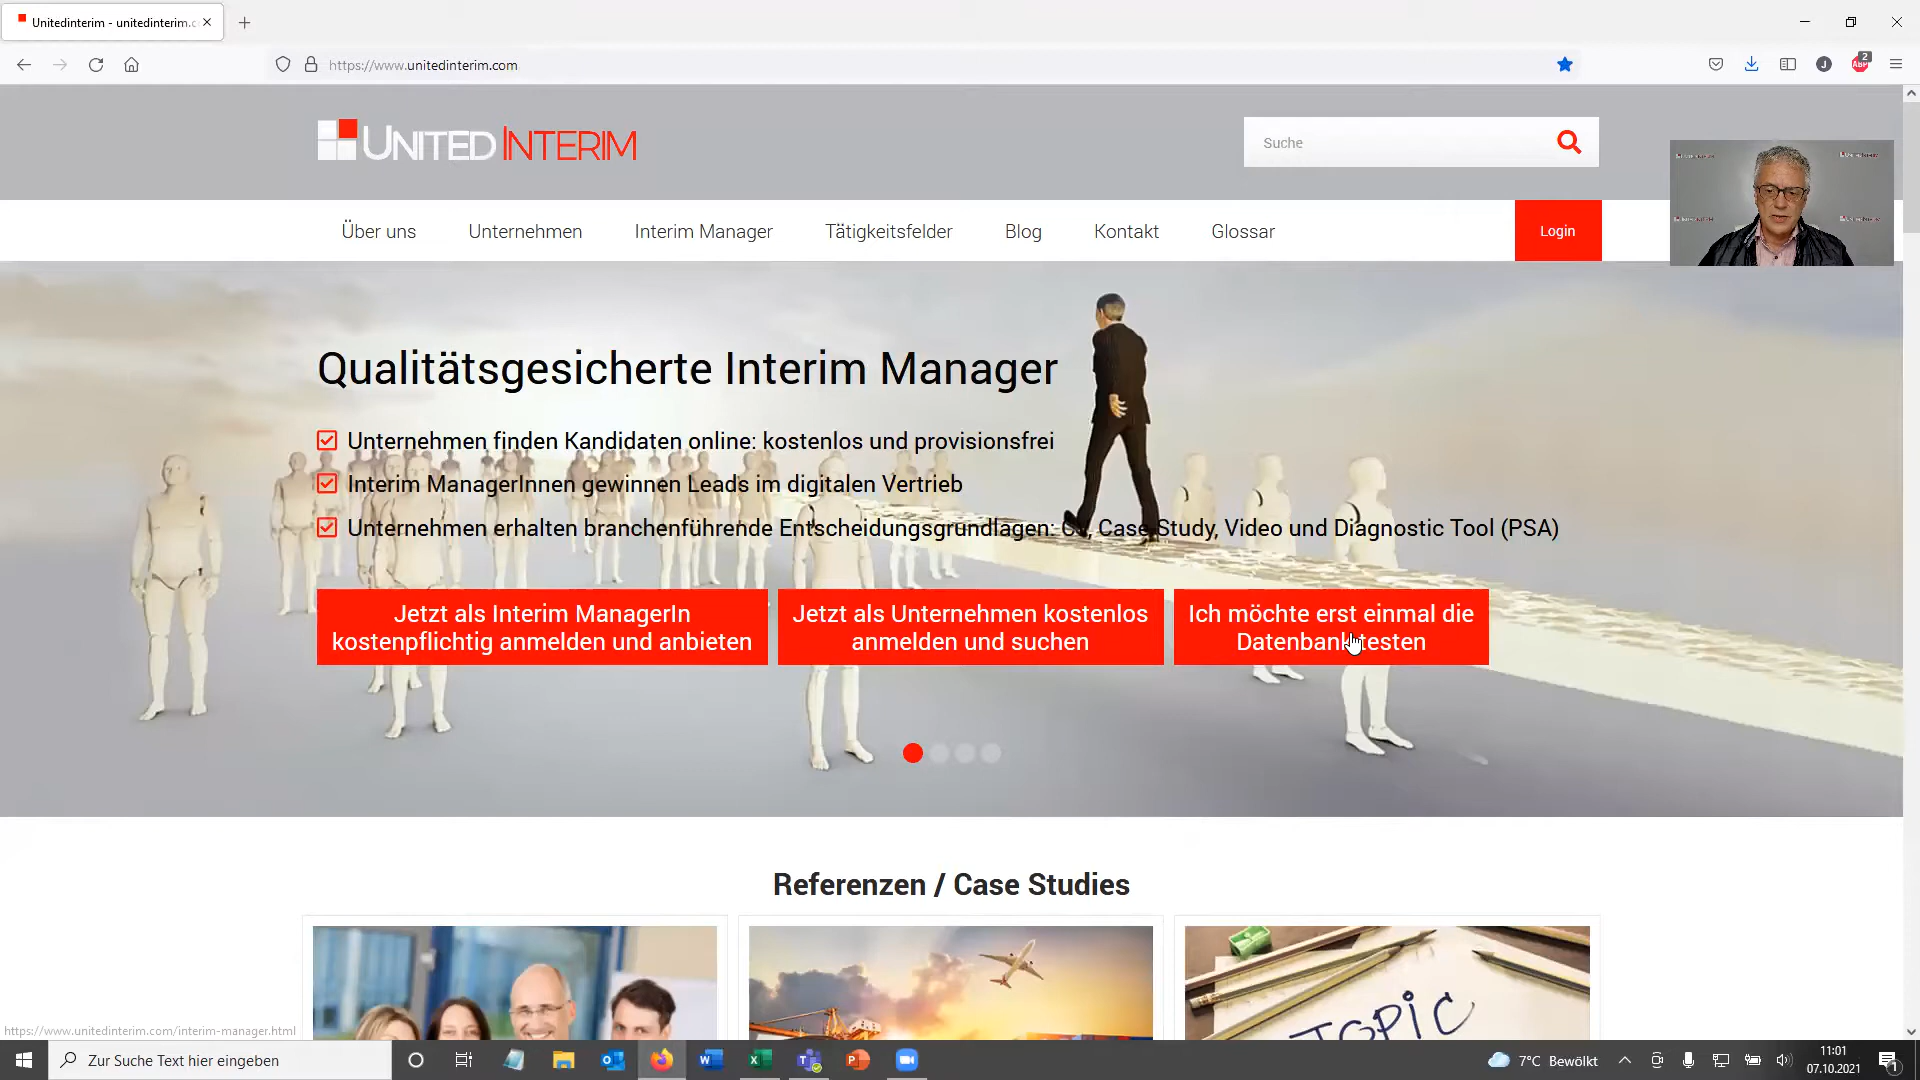 Unitedinterim - unitedinterim.c
https://www.unitedinterim.com
ABP
2
J
UNITED INTERIM
Suche
Über uns
Unternehmen
Interim Manager
Tätigkeitsfelder
Blog
Kontakt
Glossar
Login
Qualitätsgesicherte Interim Manager
Unternehmen finden Kandidaten online: kostenlos und provisionsfrei
Interim ManagerInnen gewinnen Leads im digitalen Vertrieb
Unternehmen erhalten branchenführende Entscheidungsgrundlagen: CV, Case Study, Video und Diagnostic Tool (PSA)
Jetzt als Interim ManagerIn
kostenpflichtig anmelden und anbieten
Jetzt als Unternehmen kostenlos
anmelden und suchen
Ich möchte erst einmal die
Datenbank testen
Referenzen / Case Studies
TOPIC
https://www.unitedinterim.com/interim-manager.html
Zur Suche Text hier eingeben
7°C Bewölkt
11:01
07.10.2021
1